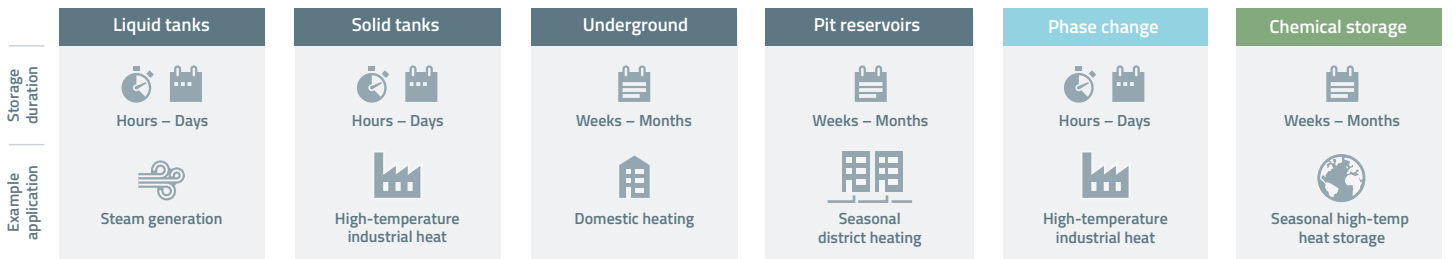 Liquid tanks
Solid tanks
Underground
Pit reservoirs
Phase change
Chemical storage
Storage
duration
Hours – Days
Hours – Days
Weeks – Months
Weeks – Months
Hours – Days
Weeks – Months
Example
application
Steam generation
High-temperature
industrial heat
Domestic heating
Seasonal
district heating
High-temperature
industrial heat
Seasonal high-temp
heat storage